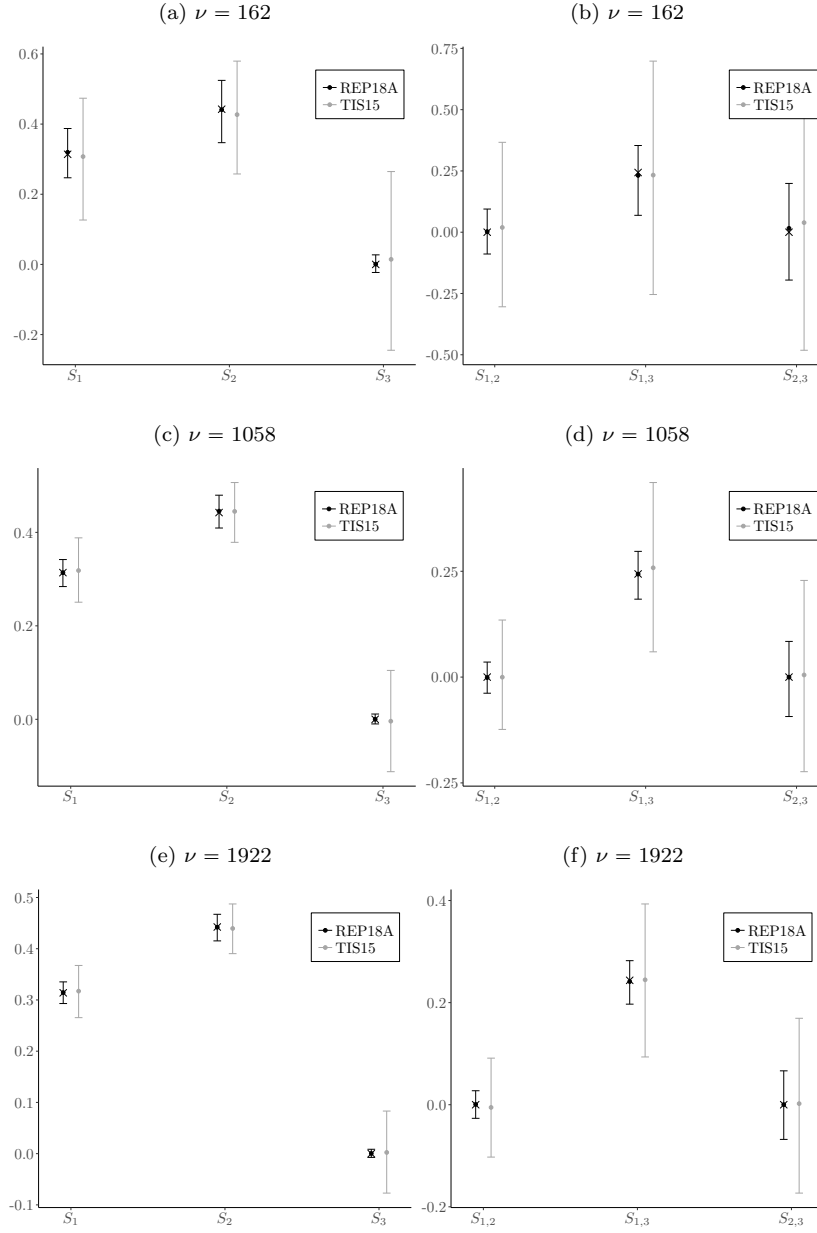 (a) ν = 162
0.6
0.4
0.2
0.0
-0.2
REP18A
TIS15
S1
S2
S3
(b) ν = 162
0.75
0.50
0.25
0.00
-0.25
-0.50
REP18A
TIS15
S1,2
S1,3
S2,3
(c) ν = 1058
0.4
0.2
0.0
REP18A
TIS15
S1
S2
S3
(d) ν = 1058
0.25
0.00
-0.25
REP18A
TIS15
S1,2
S1,3
S2,3
(e) ν = 1922
0.5
0.4
0.3
0.2
0.1
0.0
-0.1
REP18A
TIS15
S1
S2
S3
(f) ν = 1922
0.4
0.2
0.0
-0.2
REP18A
TIS15
S1,2
S1,3
S2,3